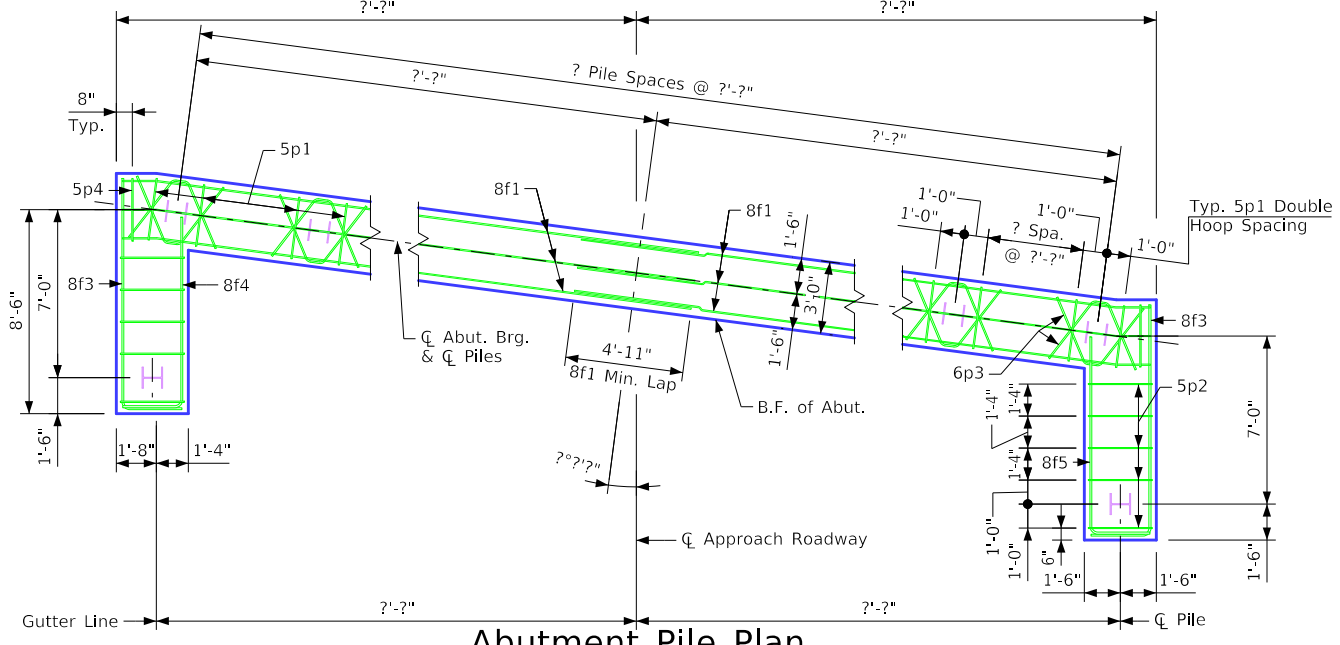 ?'-?"
?'-?"
? Pile Spaces @ ?'-?"
?'-?"
?'-?"
8"
Typ.
5p1
5p4
8f1
8f1
1'-6"
3'-0"
1'-6"
1'-0"
1'-0"
1'-0"
? Spa.
@ ?'-?"
1'-0"
Typ. 5p1 Double
Hoop Spacing
8'-6"
7'-0"
8f3
8f4
℄ Abut. Brg.
& ℄ Piles
4'-11"
8f1 Min. Lap
B.F. of Abut.
6p3
8f3
5p2
1'-4"
1'-4"
1'-4"
8f5
7'-0"
1'-6"
1'-8"
1'-4"
?°?'?"
1'-0"
1'-0"
6"
1'-6"
1'-6"
1'-6"
℄ Approach Roadway
Gutter Line
?'-?"
?'-?"
℄ Pile
Abutment Pile Plan